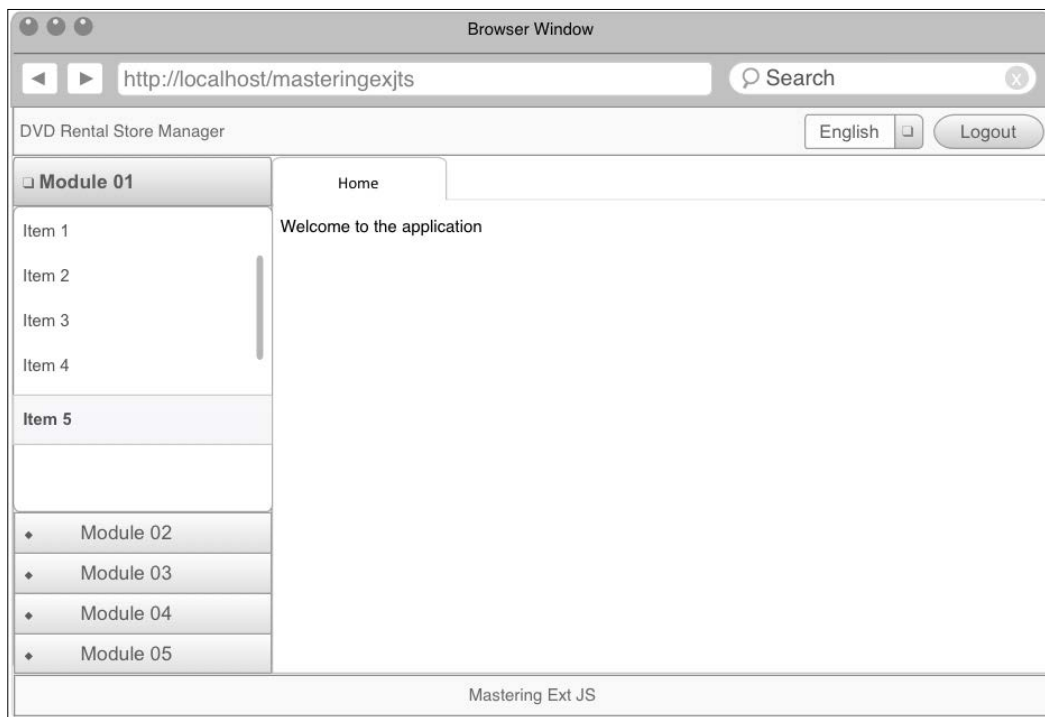 Browser Window
http://localhost/masteringexjts
Search
x
DVD Rental Store Manager
English
Logout
Module 01
Home
Item 1
Welcome to the application
Item 2
Item 3
Item 4
Item 5
Module 02
Module 03
Module 04
Module 05
Mastering Ext JS